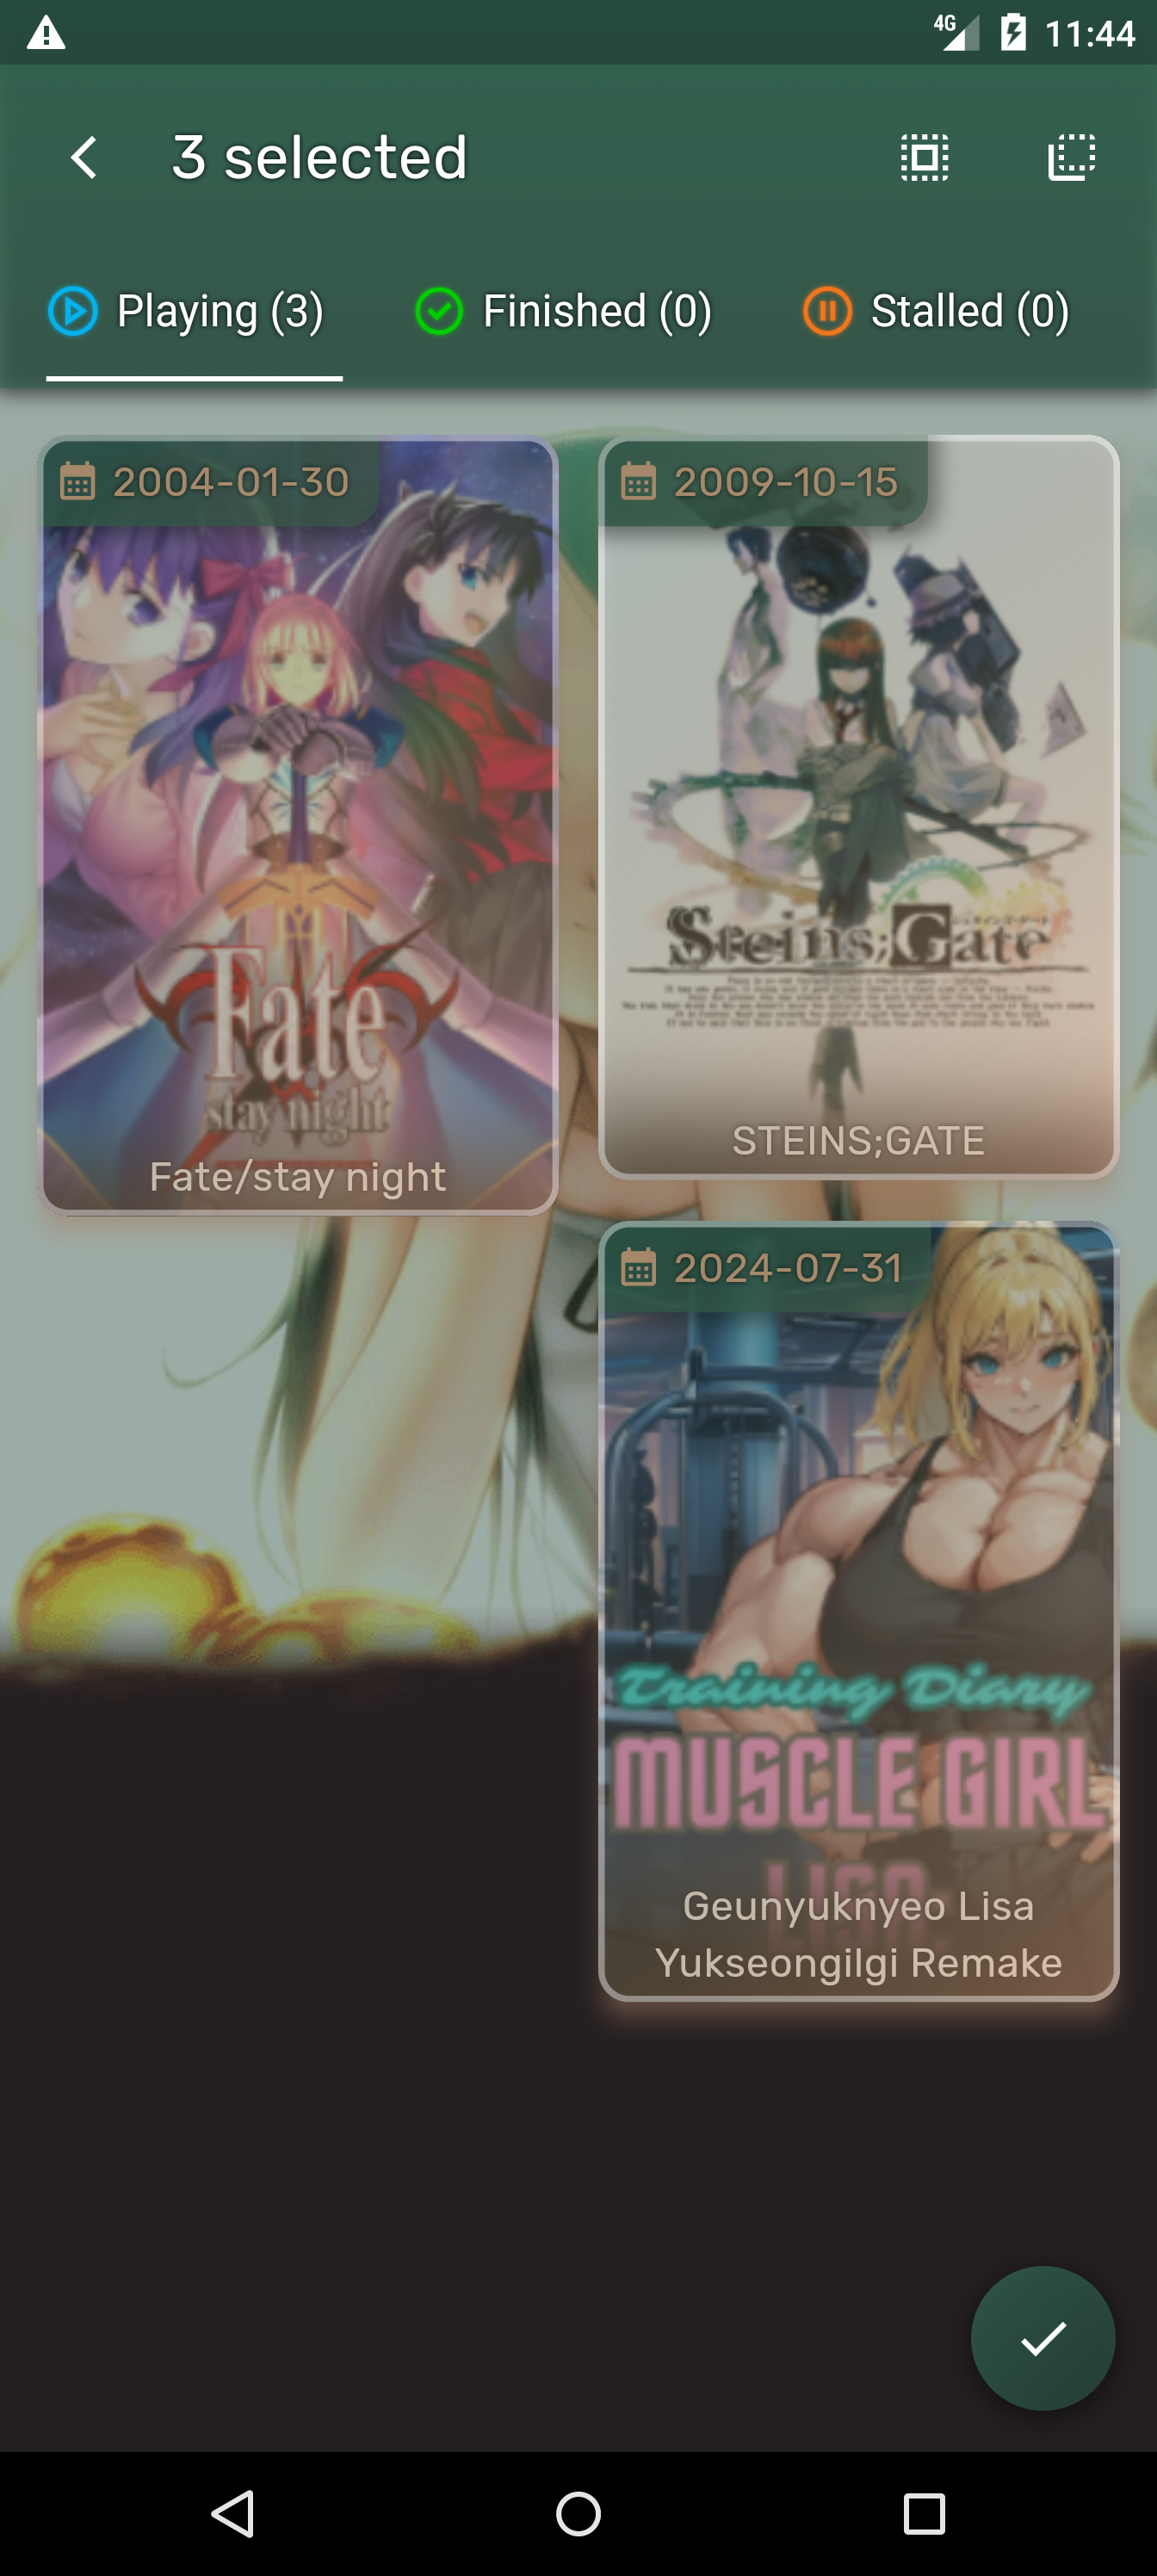 4G 11:44
3 selected
Playing (3) Finished (0) Stalled (0)
2004-01-30
Fate
stay night
Fate/stay night
2009-10-15
Steins;Gate
STEINS;GATE
2024-07-31
Training Diary
MUSCLE GIRL
LISA
Geunyuknyeo Lisa
Yukseongilgi Remake